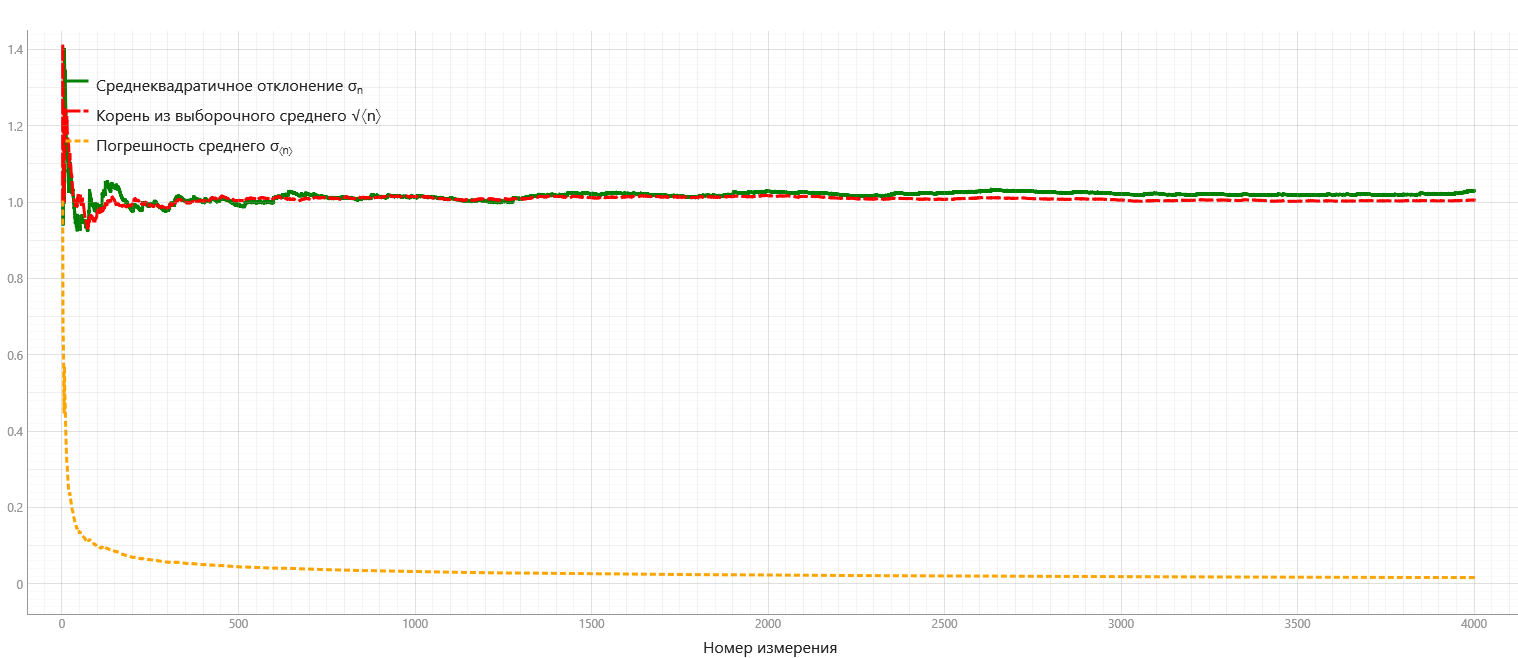 1.4
Среднеквадратичное отклонение σₙ
Корень из выборочного среднего √⟨n⟩
1.2
Погрешность среднего σ₍⟨n⟩₎
1.0
0.8
0.6
0.4
0.2
0
0 500 1000 1500 2000 2500 3000 3500 4000
Номер измерения